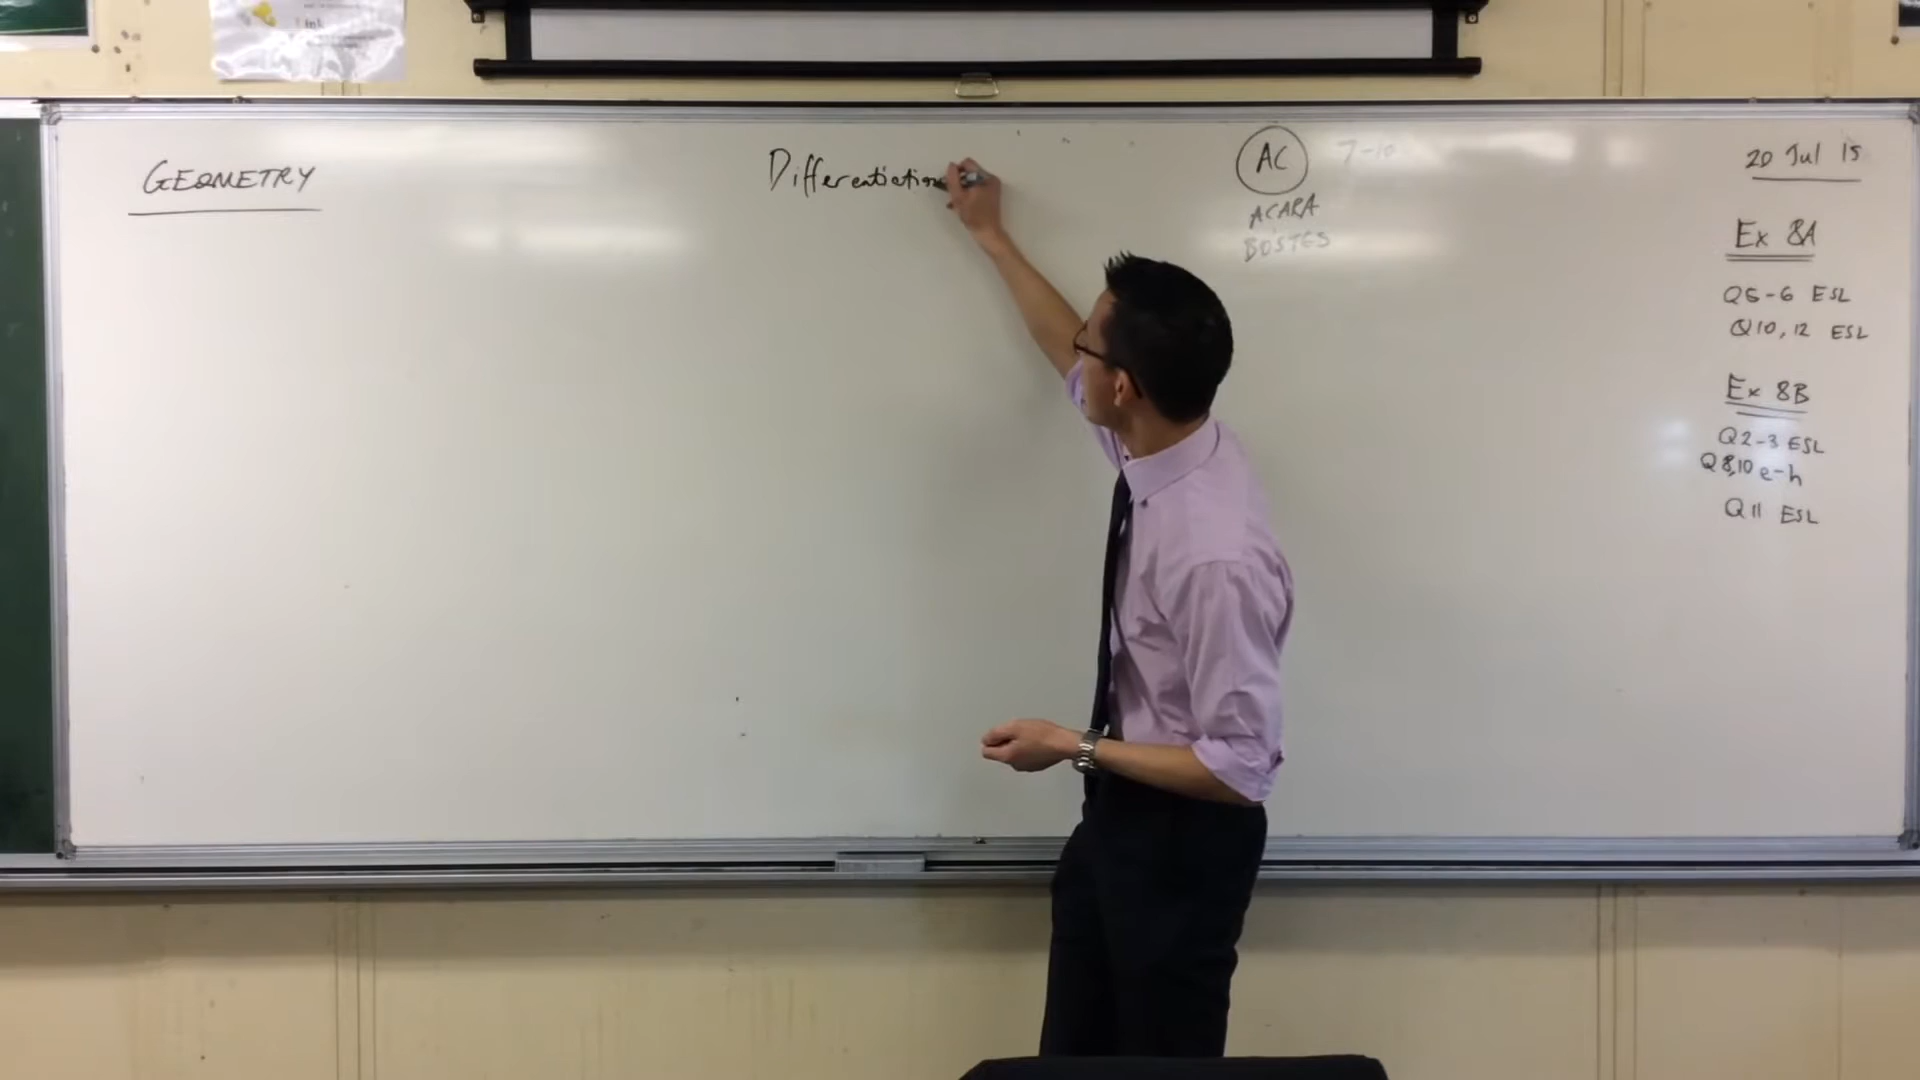 Link
GEOMETRY
Differentiation
AC
7-10
ACARA
BOSTES
20 Jul 15
Ex 8A
Q5-6 ESL
Q10, 12 ESL
Ex 8B
Q2-3 ESL
Q8,10 e-h
Q11 ESL